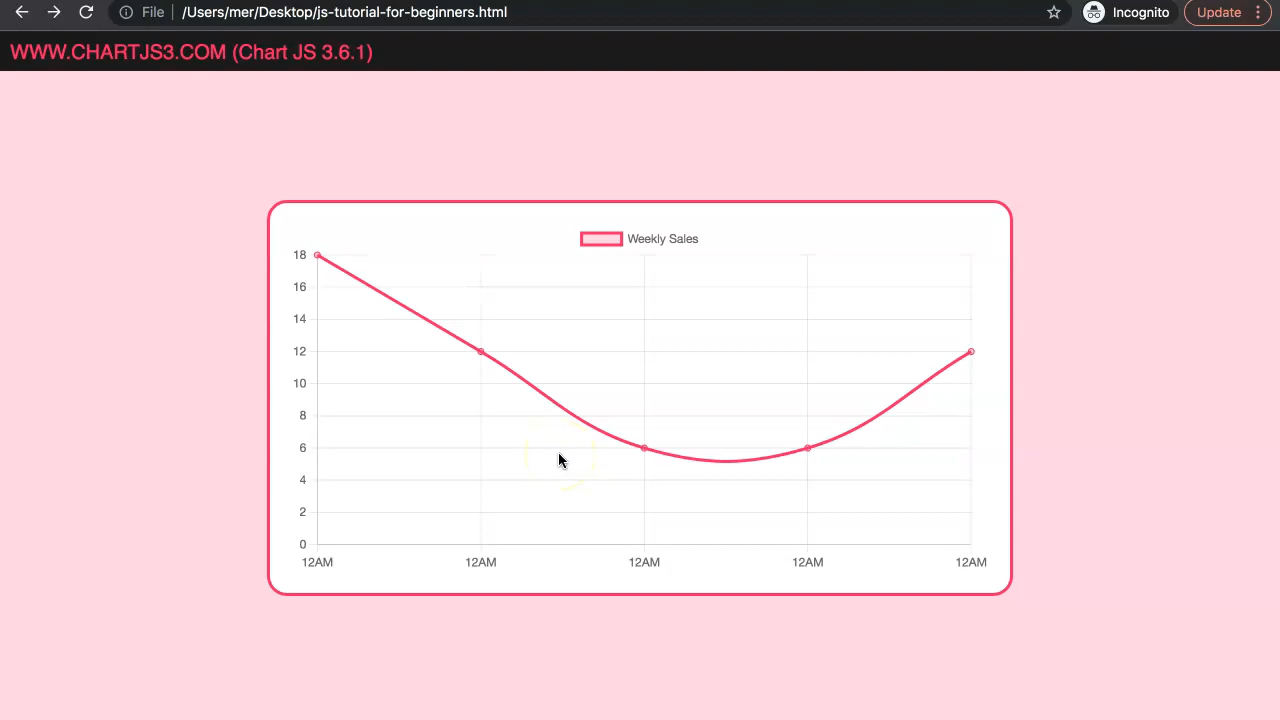 File /Users/mer/Desktop/js-tutorial-for-beginners.html Incognito Update
WWW.CHARTJS3.COM (Chart JS 3.6.1)
Weekly Sales
18
16
14
12
10
8
6
4
2
0
12AM 12AM 12AM 12AM 12AM